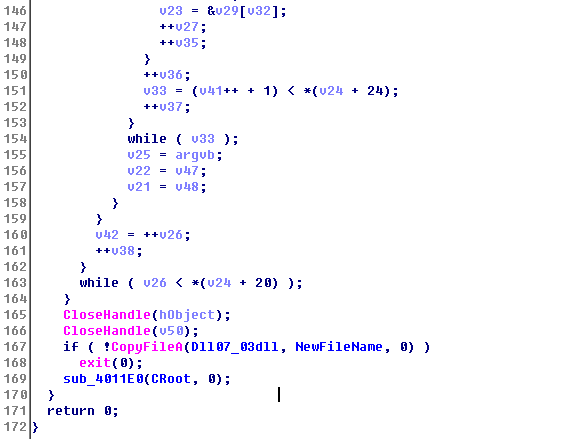 146 v23 = &v29[v32];
147 ++v27;
148 ++v35;
149 }
150 ++v36;
151 v33 = (v41++ + 1) < *(v24 + 24);
152 ++v37;
153 }
154 while ( v33 );
155 v25 = argvb;
156 v22 = v47;
157 v21 = v48;
158 }
159 }
160 v42 = ++v26;
161 ++v38;
162 }
163 while ( v26 < *(v24 + 20) );
164 }
165 CloseHandle(hObject);
166 CloseHandle(v50);
167 if ( !CopyFileA(Dll07_03dll, NewFileName, 0) )
168 exit(0);
169 sub_4011E0(CRoot, 0);
170 }
171 return 0;
172 }